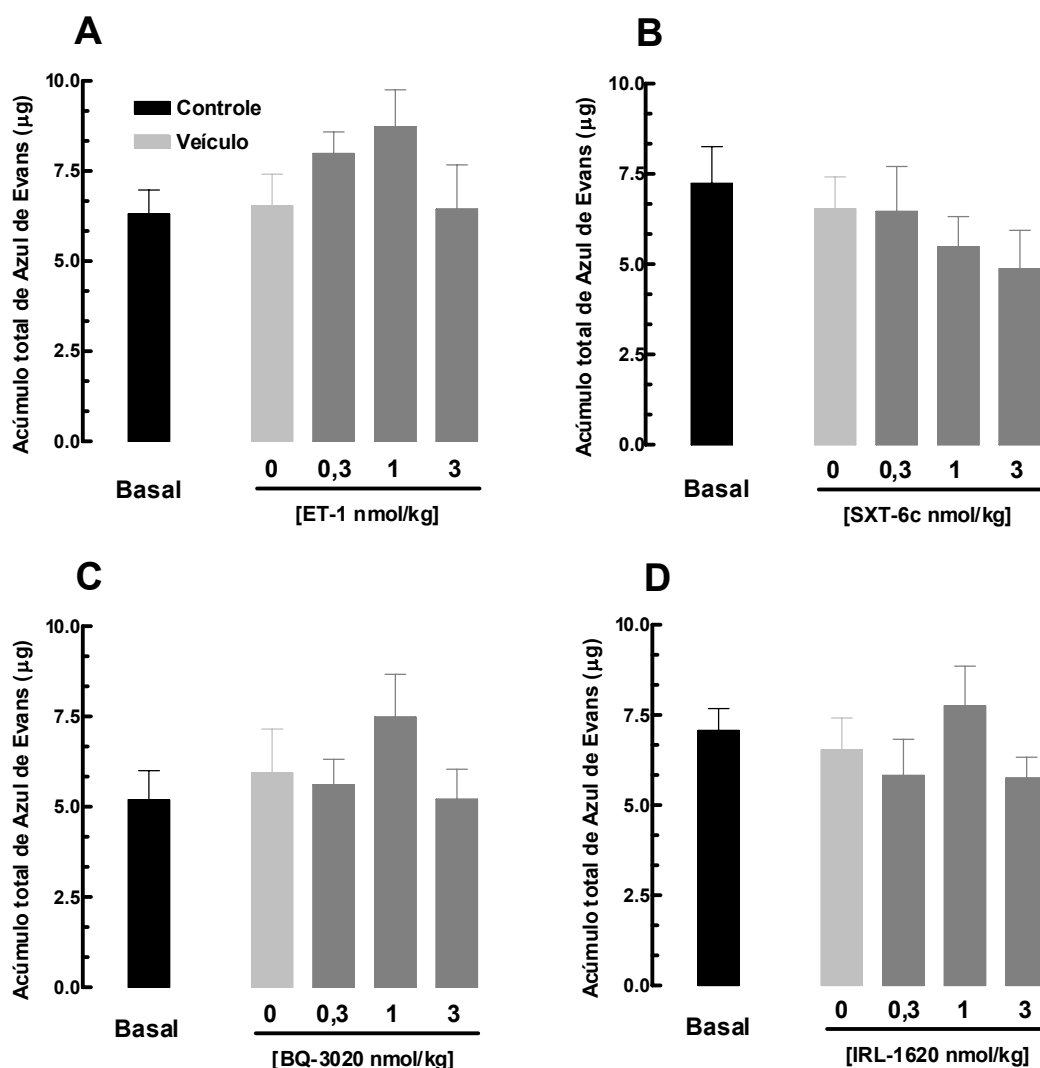 A
Acúmulo total de Azul de Evans (μg)
10.0
7.5
5.0
2.5
0.0
Controle
Veículo
Basal
0 0,3 1 3
[ET-1 nmol/kg]
B
Acúmulo total de Azul de Evans (μg)
10.0
7.5
5.0
2.5
0.0
Basal
0 0,3 1 3
[SXT-6c nmol/kg]
C
Acúmulo total de Azul de Evans (μg)
10.0
7.5
5.0
2.5
0.0
Basal
0 0,3 1 3
[BQ-3020 nmol/kg]
D
Acúmulo total de Azul de Evans (μg)
10.0
7.5
5.0
2.5
0.0
Basal
0 0,3 1 3
[IRL-1620 nmol/kg]